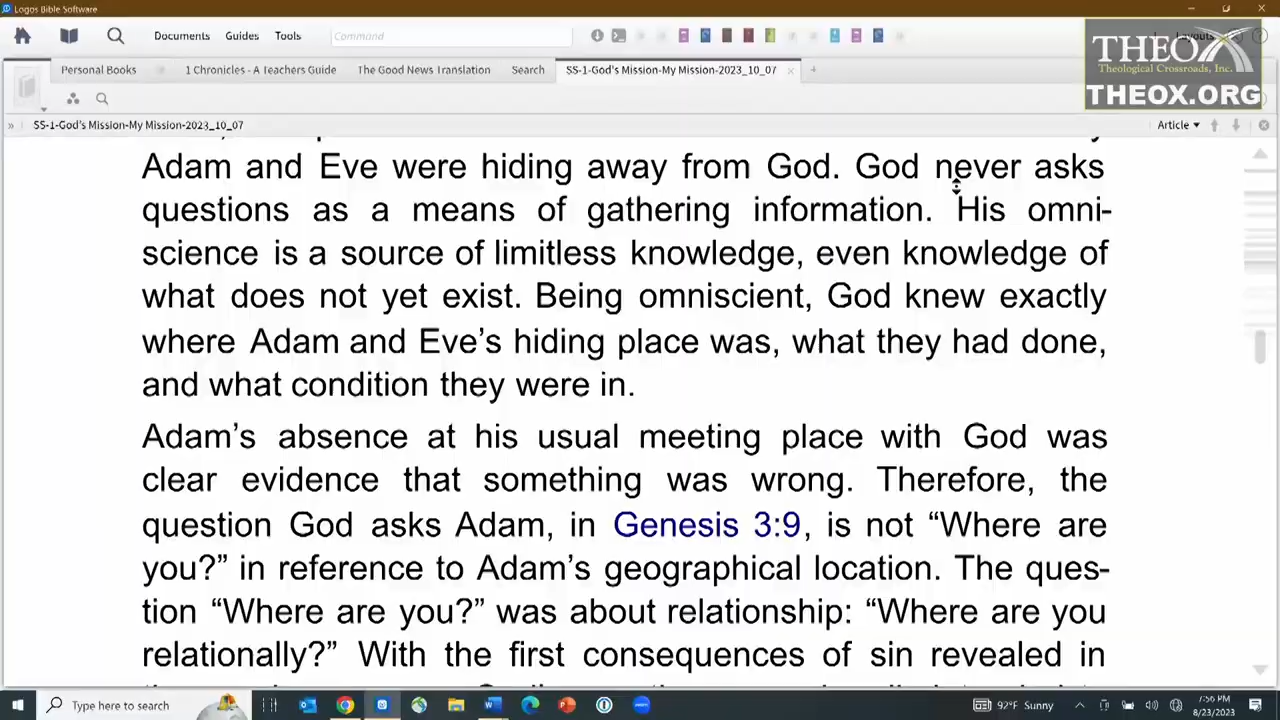 Logos Bible Software
Documents Guides Tools Command Layouts
THEOX
Theological Crossroads, Inc.
THEOX.ORG
Personal Books 1 Chronicles - A Teachers Guide The Good News Search SS-1-God's Mission-My Mission-2023_10_07
SS-1-God's Mission-My Mission-2023_10_07 Article
Adam and Eve were hiding away from God. God never asks
questions as a means of gathering information. His omni-
science is a source of limitless knowledge, even knowledge of
what does not yet exist. Being omniscient, God knew exactly
where Adam and Eve’s hiding place was, what they had done,
and what condition they were in.
Adam’s absence at his usual meeting place with God was
clear evidence that something was wrong. Therefore, the
question God asks Adam, in Genesis 3:9, is not “Where are
you?” in reference to Adam’s geographical location. The ques-
tion “Where are you?” was about relationship: “Where are you
relationally?” With the first consequences of sin revealed in
Type here to search
92°F Sunny
7:56 PM
8/23/2023